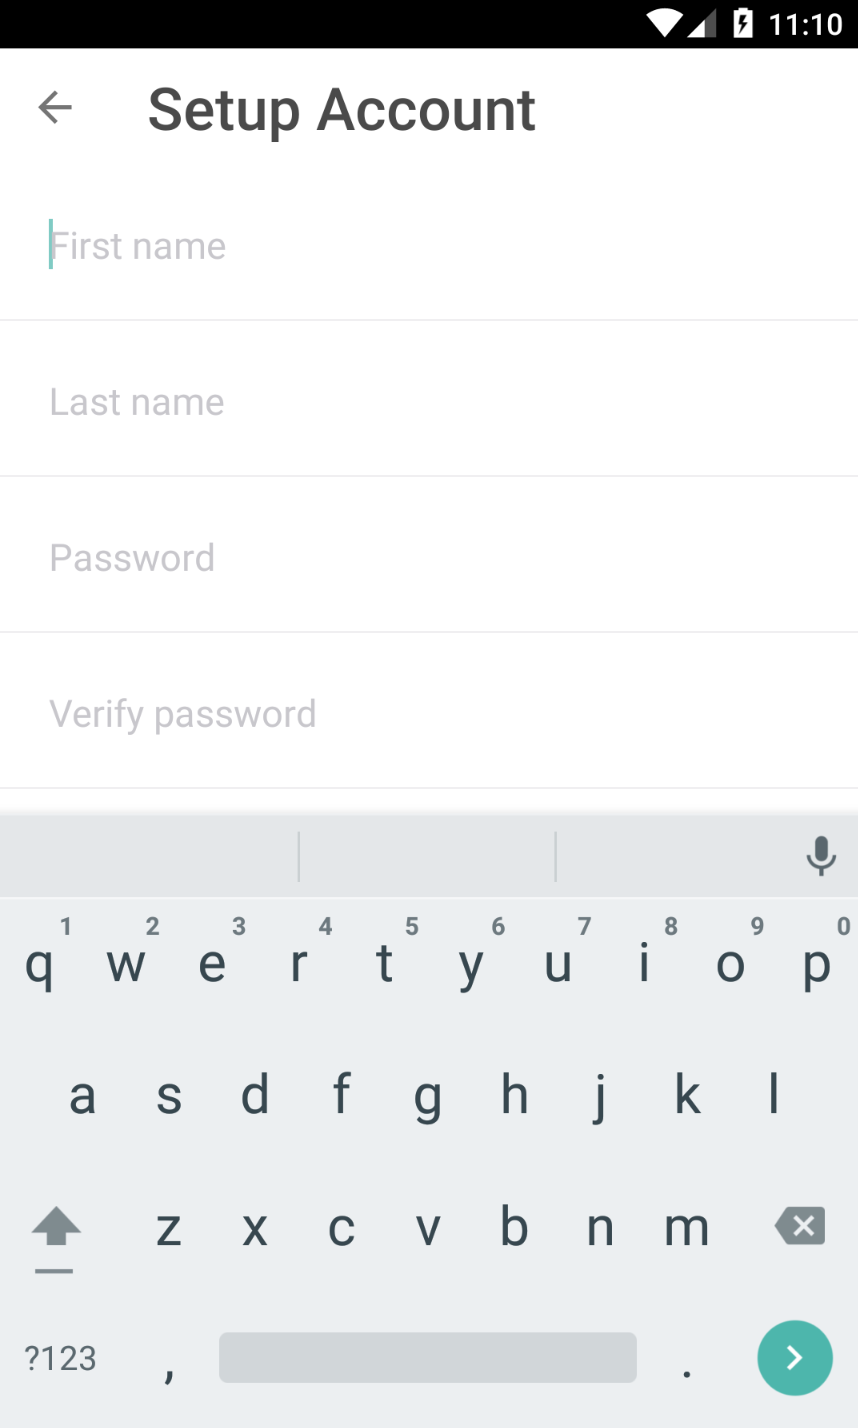 11:10
Setup Account
First name
Last name
Password
Verify password
1 2 3 4 5 6 7 8 9 0
q w e r t y u i o p
a s d f g h j k l
z x c v b n m
?123 , .